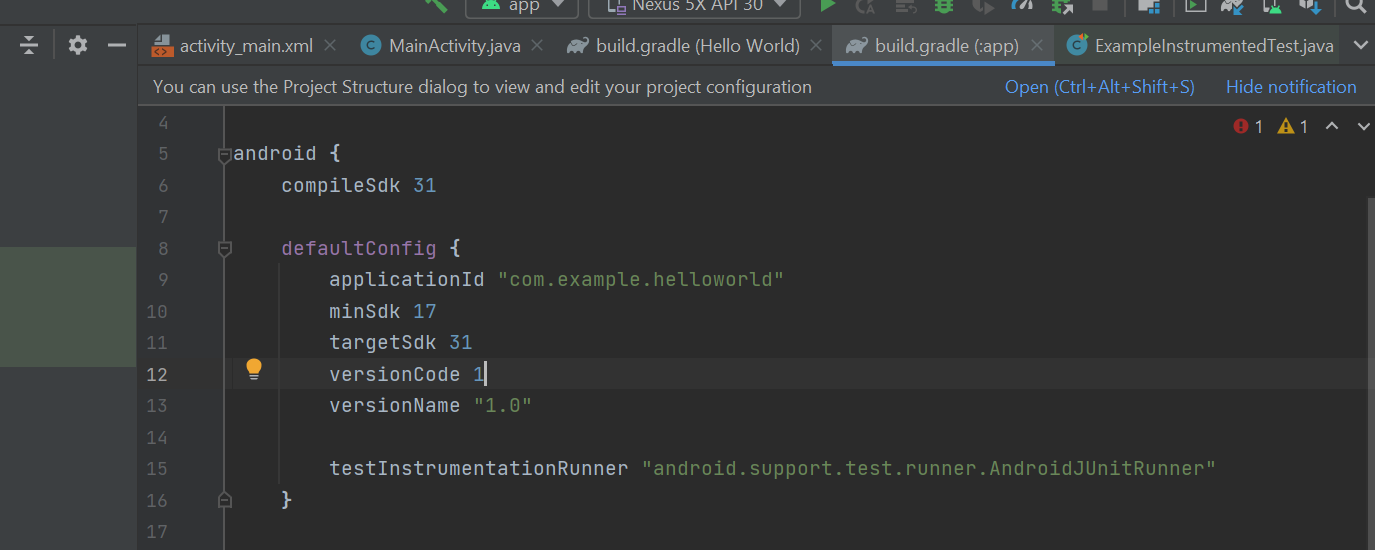 app Nexus 5X API 30
activity_main.xml MainActivity.java build.gradle (Hello World) build.gradle (:app) ExampleInstrumentedTest.java
You can use the Project Structure dialog to view and edit your project configuration Open (Ctrl+Alt+Shift+S) Hide notification
4 1 1
5 android {
6 compileSdk 31
7
8 defaultConfig {
9 applicationId "com.example.helloworld"
10 minSdk 17
11 targetSdk 31
12 versionCode 1
13 versionName "1.0"
14
15 testInstrumentationRunner "android.support.test.runner.AndroidJUnitRunner"
16 }
17